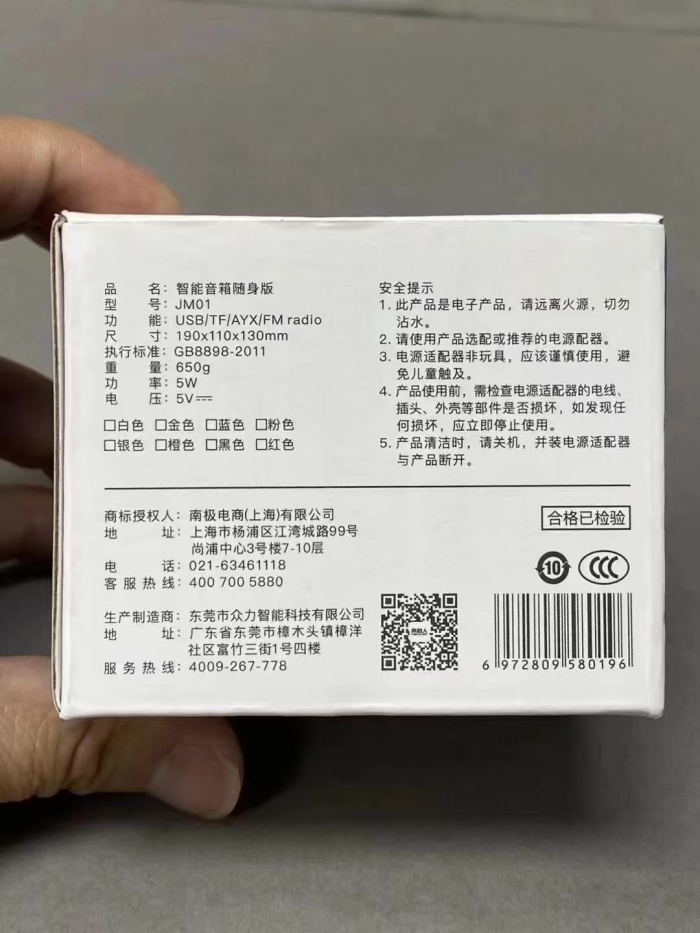 品 名：智能音箱随身版
型 号：JM01
功 能：USB/TF/AYX/FM radio
尺 寸：190x110x130mm
执行标准：GB8898-2011
重 量：650g
功 率：5W
电 压：5V⎓
□白色 □金色 □蓝色 □粉色
□银色 □橙色 □黑色 □红色
安全提示
1. 此产品是电子产品，请远离火源，切勿
沾水。
2. 请使用产品选配或推荐的电源配器。
3. 电源适配器非玩具，应该谨慎使用，避
免儿童触及。
4. 产品使用前，需检查电源适配器的电线、
插头、外壳等部件是否损坏，如发现任
何损坏，应立即停止使用。
5. 产品清洁时，请关机，并装电源适配器
与产品断开。
商标授权人：南极电商(上海)有限公司
地 址：上海市杨浦区江湾城路99号
尚浦中心3号楼7-10层
电 话：021-63461118
客服热线：400 700 5880
生产制造商：东莞市众力智能科技有限公司
地 址：广东省东莞市樟木头镇樟洋
社区富竹三街1号四楼
服务热线：4009-267-778
合格已检验
10
CCC
6 972809 580196